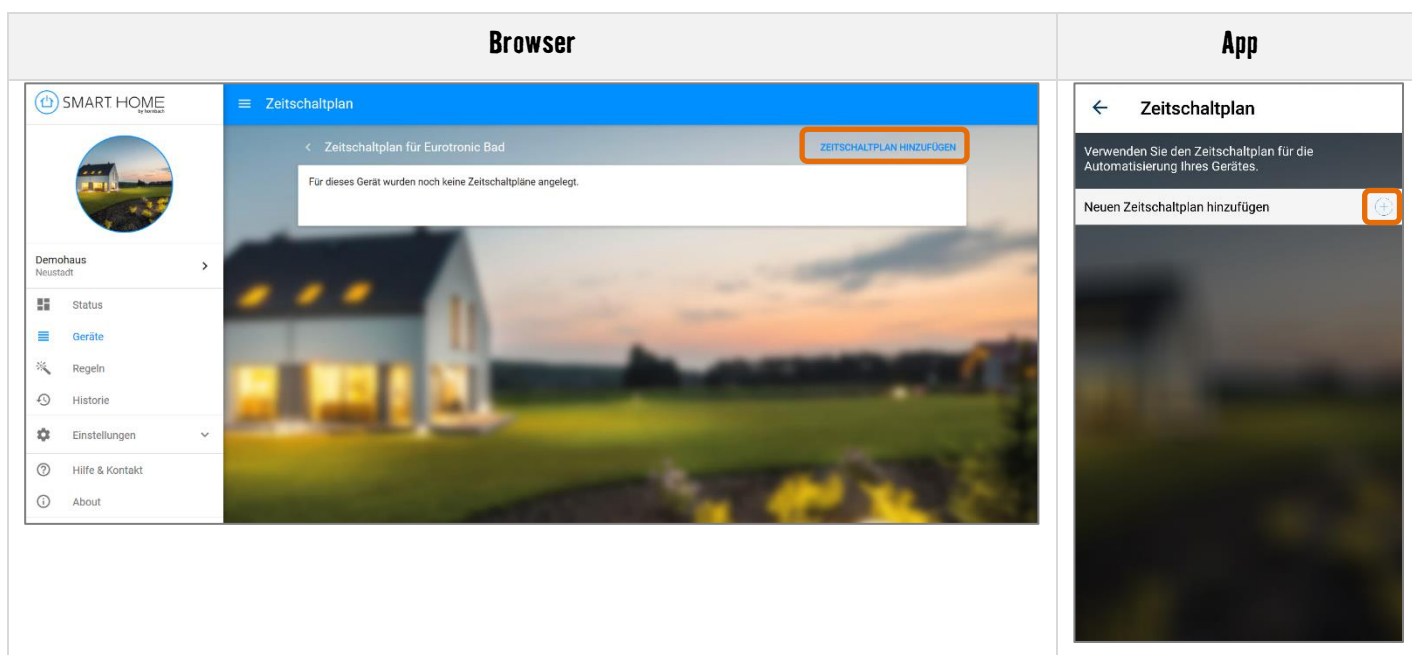 Browser
App
SMART HOME
by hornbach
Zeitschaltplan
Zeitschaltplan für Eurotronic Bad
ZEITSCHALTPLAN HINZUFÜGEN
Für dieses Gerät wurden noch keine Zeitschaltpläne angelegt.
Demohaus
Neustadt
Status
Geräte
Regeln
Historie
Einstellungen
Hilfe & Kontakt
About
Zeitschaltplan
Verwenden Sie den Zeitschaltplan für die
Automatisierung Ihres Gerätes.
Neuen Zeitschaltplan hinzufügen